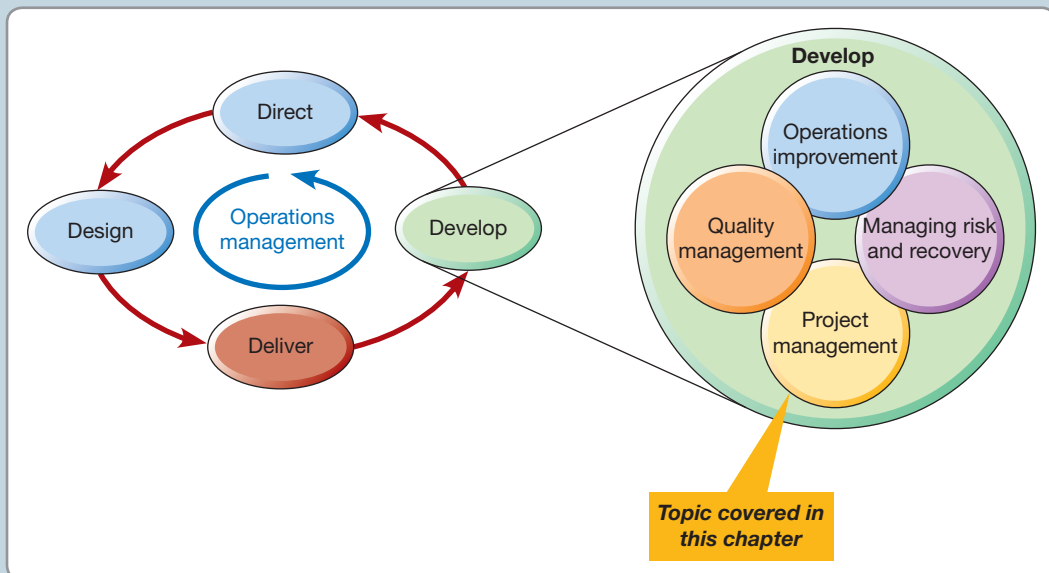 Direct
Design
Operations
management
Develop
Deliver
Develop
Operations
improvement
Quality
management
Managing risk
and recovery
Project
management
Topic covered in
this chapter